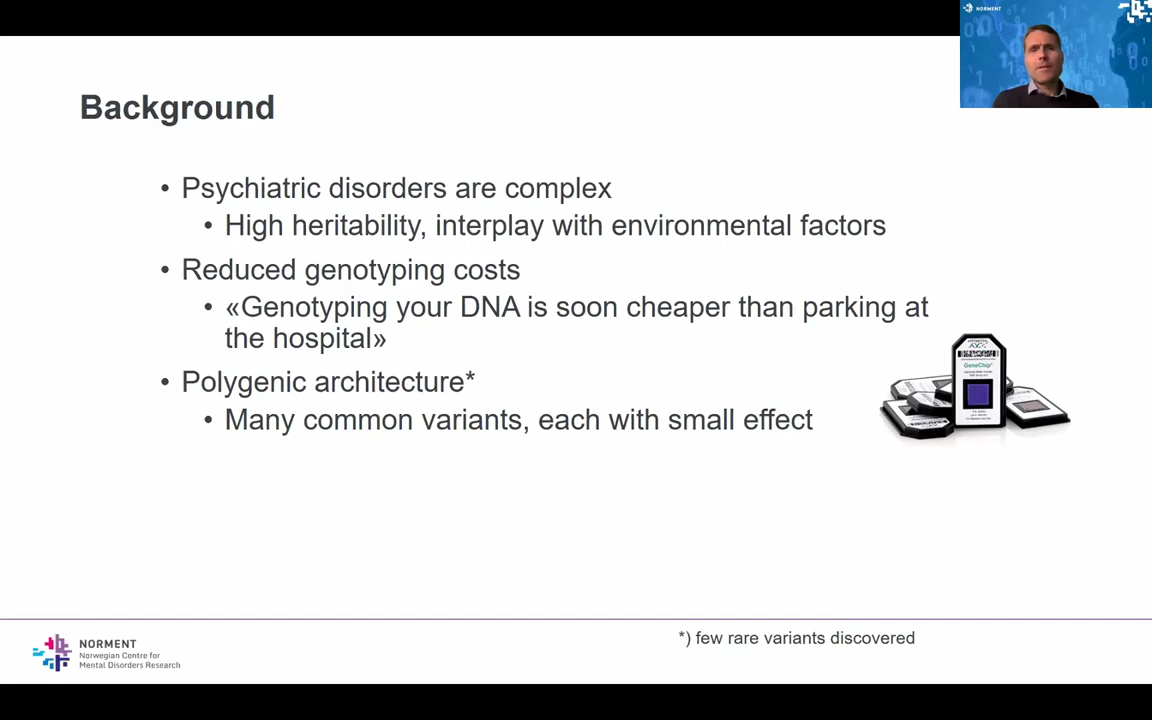 NORMENT
Background
• Psychiatric disorders are complex
• High heritability, interplay with environmental factors
• Reduced genotyping costs
• «Genotyping your DNA is soon cheaper than parking at
the hospital»
• Polygenic architecture*
• Many common variants, each with small effect
GeneChip
*) few rare variants discovered
NORMENT
Norwegian Centre for
Mental Disorders Research